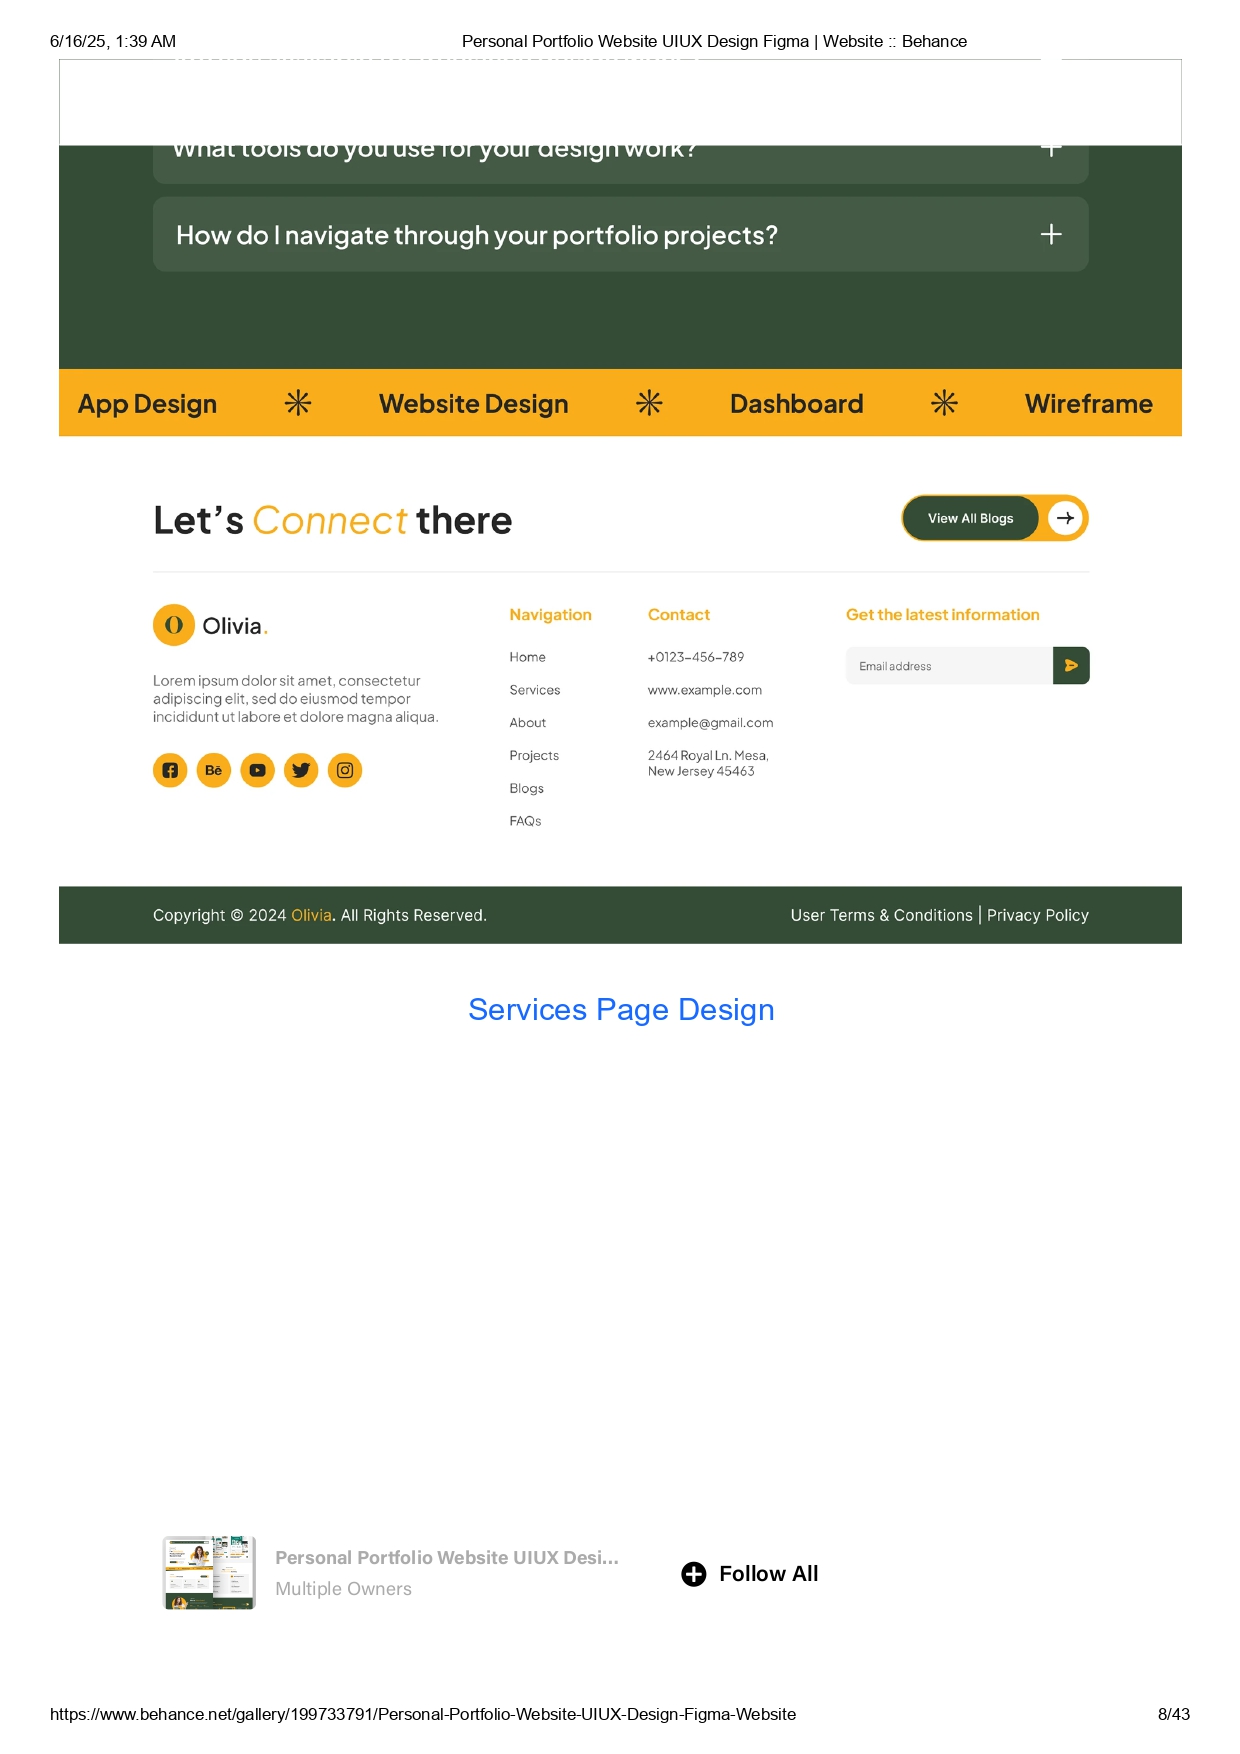 6/16/25, 1:39 AM
Personal Portfolio Website UIUX Design Figma | Website :: Behance
What tools do you use for your design work?
How do I navigate through your portfolio projects?
App Design
Website Design
Dashboard
Wireframe
Let's Connect there
View All Blogs
O Olivia.
Lorem ipsum dolor sit amet, consectetur
adipiscing elit, sed do eiusmod tempor
incididunt ut labore et dolore magna aliqua.
Bē
Navigation
Home
Services
About
Projects
Blogs
FAQs
Contact
+0123-456-789
www.example.com
example@gmail.com
2464 Royal Ln. Mesa,
New Jersey 45463
Get the latest information
Email address
Copyright © 2024 Olivia. All Rights Reserved.
User Terms & Conditions | Privacy Policy
Services Page Design
Personal Portfolio Website UIUX Desi...
Multiple Owners
Follow All
https://www.behance.net/gallery/199733791/Personal-Portfolio-Website-UIUX-Design-Figma-Website
8/43